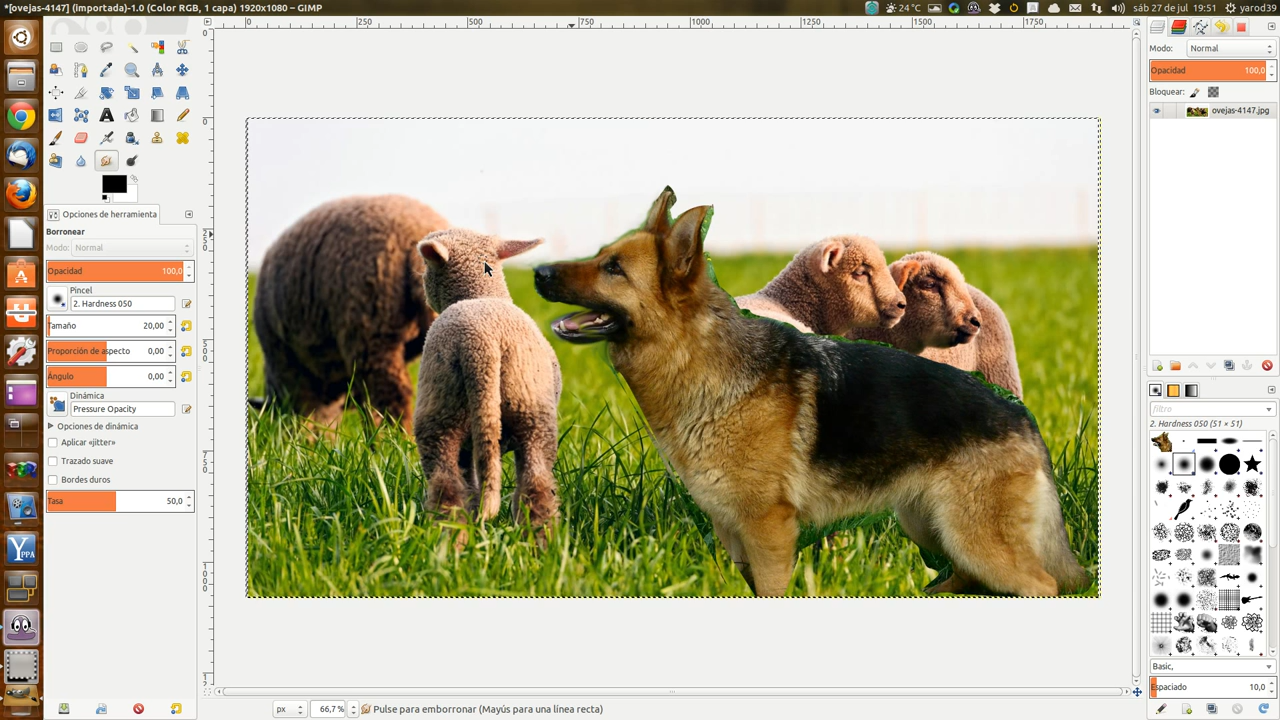 *[ovejas-4147] (importada)-1.0 (Color RGB, 1 capa) 1920x1080 – GIMP
24°C
sáb 27 de jul
19:51
yarod39
250
500
750
1000
1250
1500
1750
Modo:
Normal
Opacidad
100,0
Bloquear:
ovejas-4147.jpg
Opciones de herramienta
Borronear
Modo:
Normal
Opacidad
100,0
Pincel
2. Hardness 050
Tamaño
20,00
Proporción de aspecto
0,00
Ángulo
0,00
Dinámica
Pressure Opacity
Opciones de dinámica
Aplicar «jitter»
Trazado suave
Bordes duros
Tasa
50,0
filtro
2. Hardness 050 (51 × 51)
Basic,
Espaciado
10,0
px
66,7 %
Pulse para emborronar (Mayús para una línea recta)